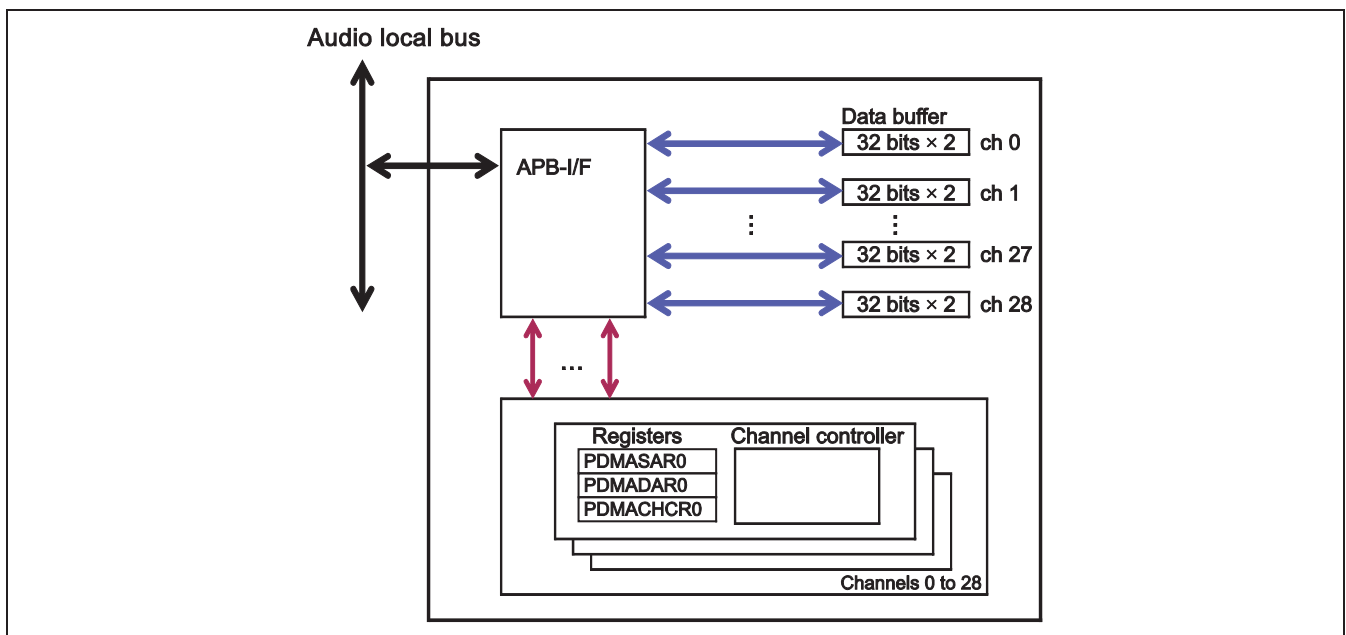 Audio local bus
Data buffer
32 bits × 2 ch 0
APB-I/F
32 bits × 2 ch 1
⋮ ⋮
32 bits × 2 ch 27
32 bits × 2 ch 28
...
Registers Channel controller
PDMASAR0
PDMADAR0
PDMACHCR0
Channels 0 to 28